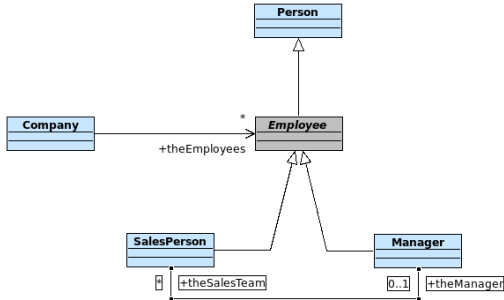 Person
*
Company
Employee
+theEmployees
SalesPerson
Manager
* +theSalesTeam
0..1 +theManager